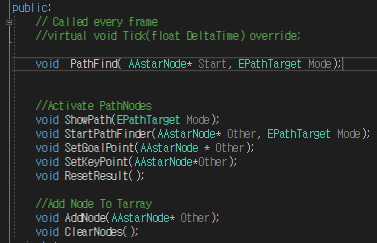 public:
// Called every frame
//virtual void Tick(float DeltaTime) override;
void PathFind( AAstarNode* Start, EPathTarget Mode);
//Activate PathNodes
void ShowPath(EPathTarget Mode);
void StartPathFinder(AAstarNode* Other, EPathTarget Mode);
void SetGoalPoint(AAstarNode * Other);
void SetKeyPoint(AAstarNode*Other);
void ResetResult();
//Add Node To Tarray
void AddNode(AAstarNode* Other);
void ClearNodes();